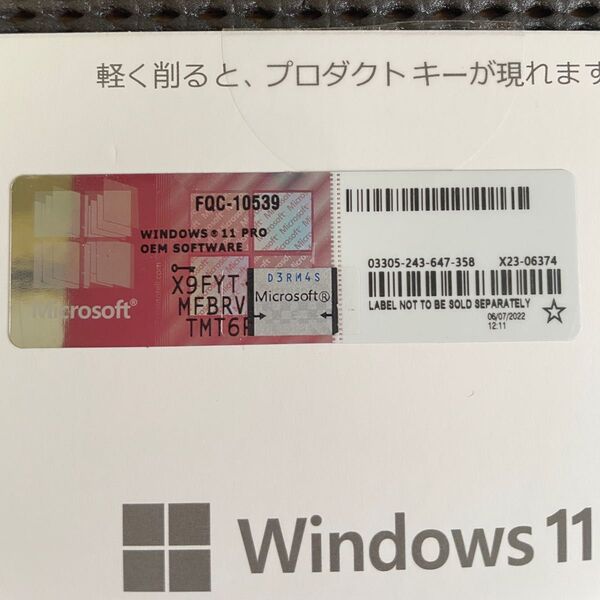 軽く削ると、プロダクトキーが現れます
FQC-10539
WINDOWS® 11 PRO
OEM SOFTWARE
X9FYT
MFBRV
TMT6
D3RM4S
Microsoft®
Microsoft®
03305-243-647-358 X23-06374
LABEL NOT TO BE SOLD SEPARATELY
06/07/2022
12:11
Windows 11